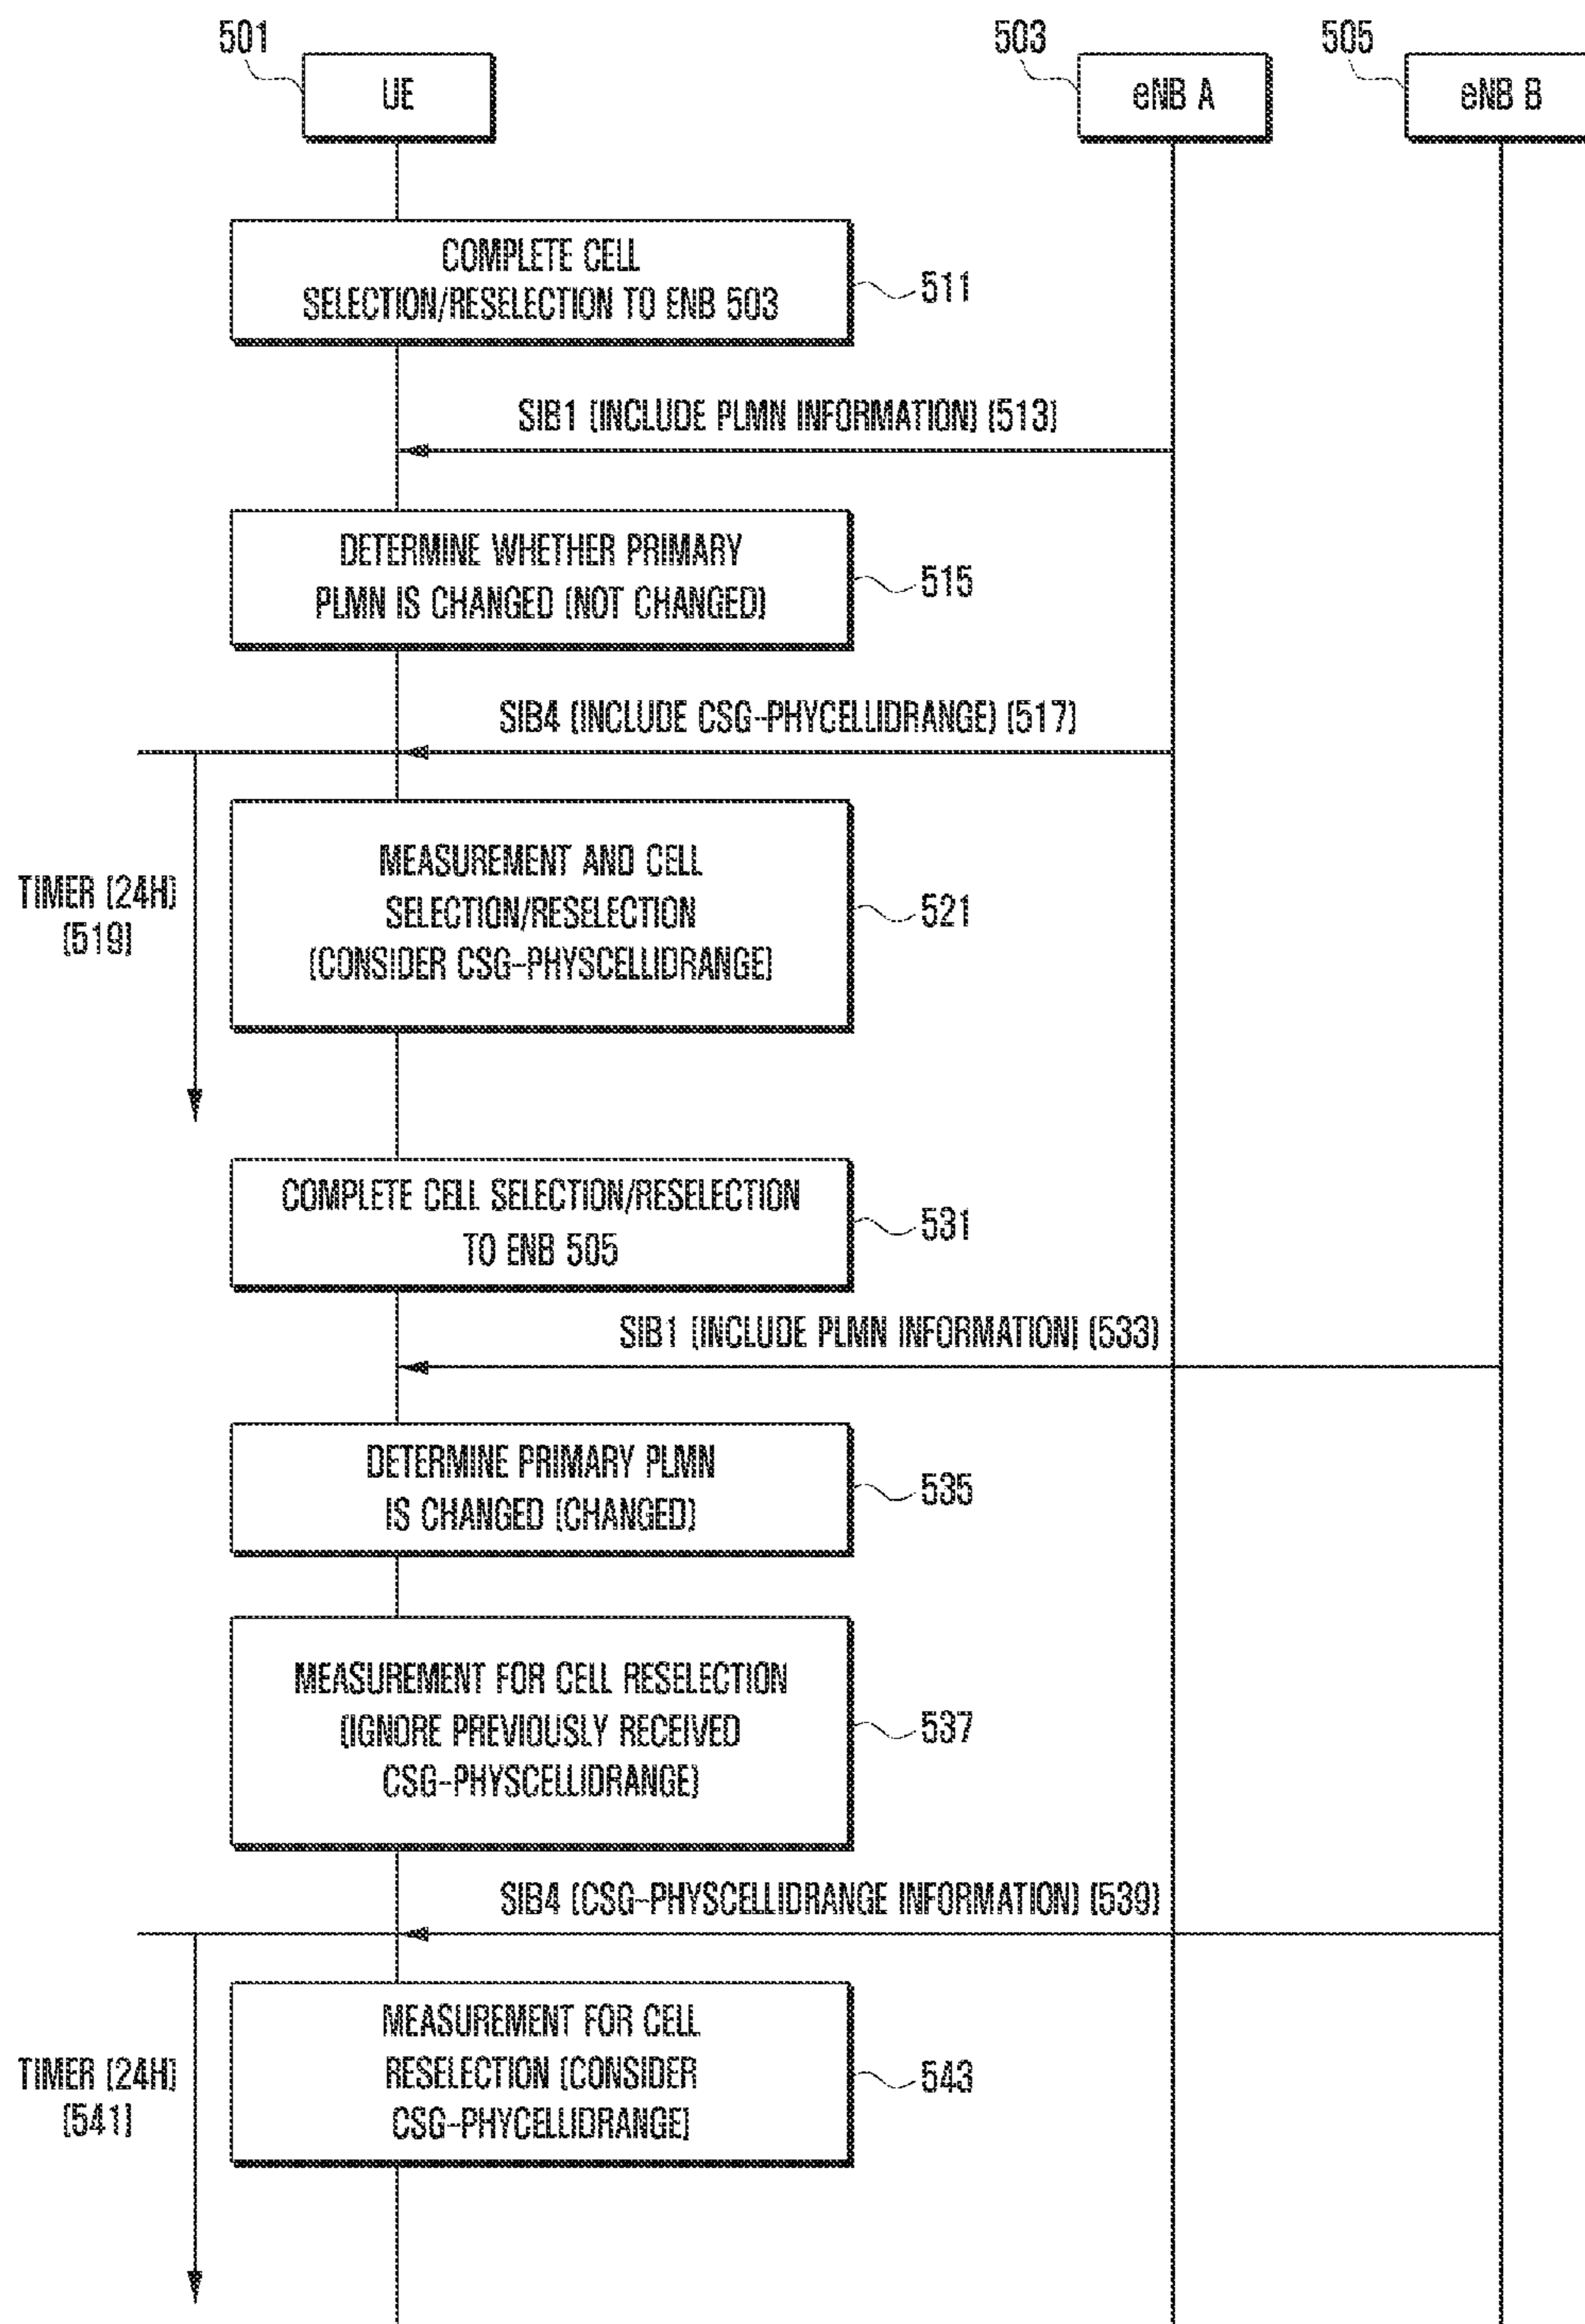 501
UE
503
eNB A
505
eNB B
COMPLETE CELL
SELECTION/RESELECTION TO ENB 503
511
SIB1 (INCLUDE PLMN INFORMATION) (513)
DETERMINE WHETHER PRIMARY
PLMN IS CHANGED (NOT CHANGED)
515
SIB4 (INCLUDE CSG-PHYCELLIDRANGE) (517)
TIMER (24H)
(519)
MEASUREMENT AND CELL
SELECTION/RESELECTION
(CONSIDER CSG-PHYSCELLIDRANGE)
521
COMPLETE CELL SELECTION/RESELECTION
TO ENB 505
531
SIB1 (INCLUDE PLMN INFORMATION) (533)
DETERMINE PRIMARY PLMN
IS CHANGED (CHANGED)
535
MEASUREMENT FOR CELL RESELECTION
(IGNORE PREVIOUSLY RECEIVED
CSG-PHYSCELLIDRANGE)
537
SIB4 (CSG-PHYSCELLIDRANGE INFORMATION) (539)
TIMER (24H)
(541)
MEASUREMENT FOR CELL
RESELECTION (CONSIDER
CSG-PHYCELLIDRANGE)
543